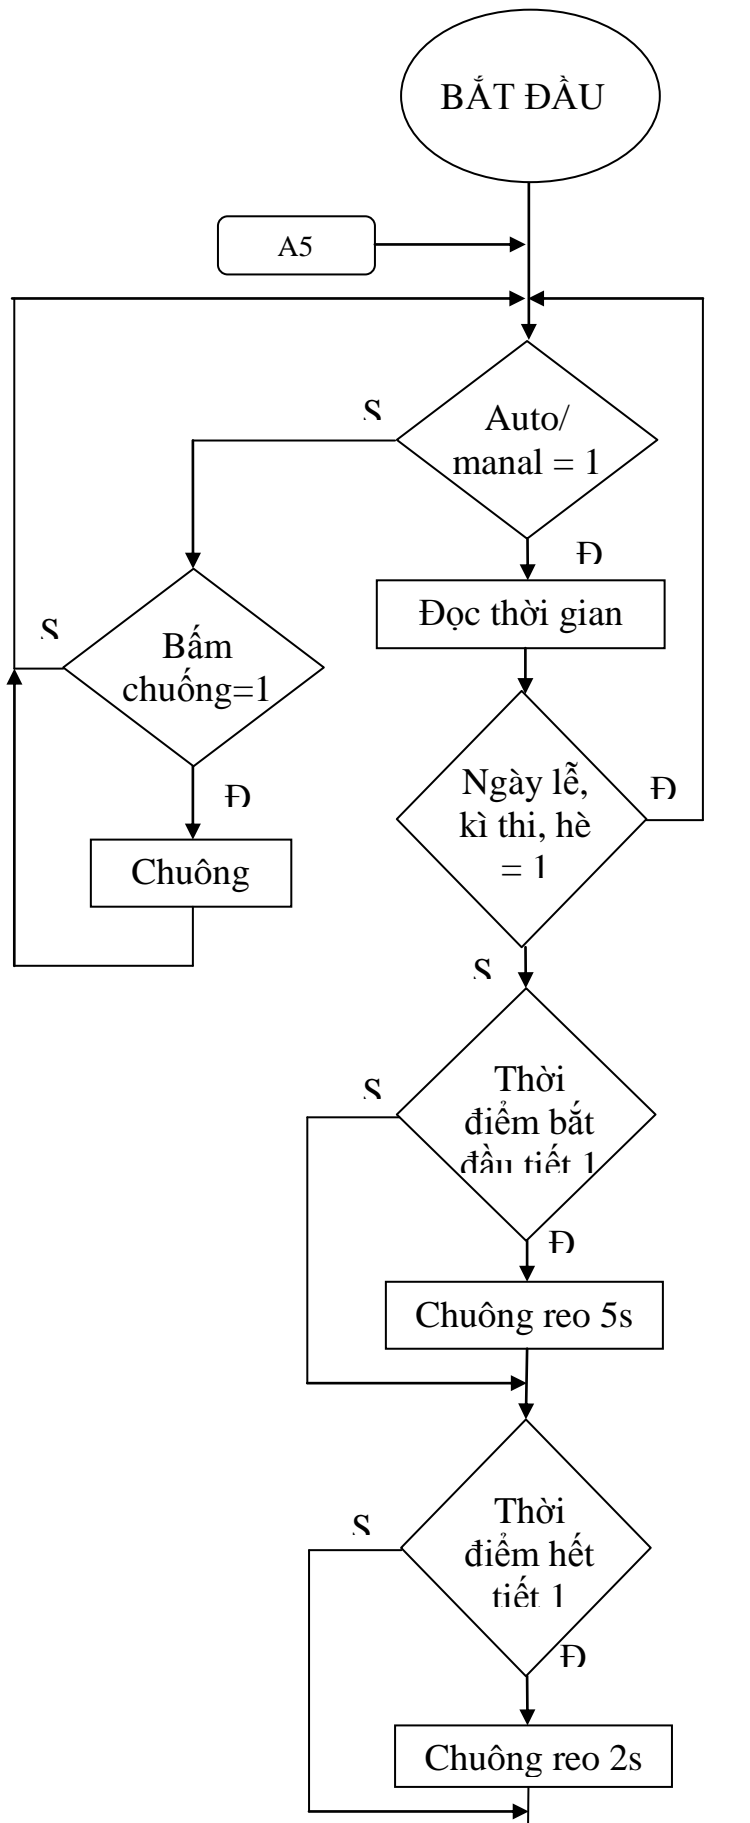 BẮT ĐẦU
A5
S
Auto/
manal = 1
Đ
Đọc thời gian
S
Bấm
chuống=1
Đ
Chuông
Ngày lễ,
kì thi, hè
= 1
Đ
S
S
Thời
điểm bắt
đầu tiết 1
Đ
Chuông reo 5s
S
Thời
điểm hết
tiết 1
Đ
Chuông reo 2s